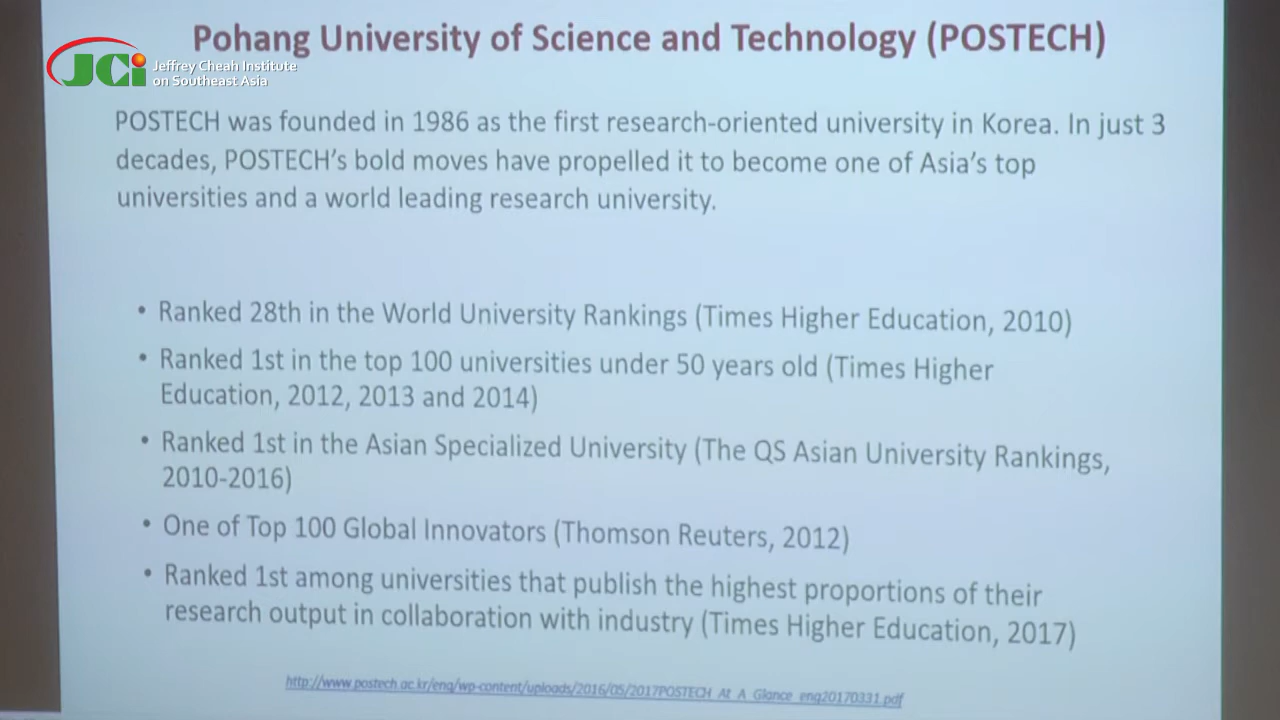 Pohang University of Science and Technology (POSTECH)
JCi Jeffrey Cheah Institute
on Southeast Asia
POSTECH was founded in 1986 as the first research-oriented university in Korea. In just 3
decades, POSTECH's bold moves have propelled it to become one of Asia's top
universities and a world leading research university.
• Ranked 28th in the World University Rankings (Times Higher Education, 2010)
• Ranked 1st in the top 100 universities under 50 years old (Times Higher
Education, 2012, 2013 and 2014)
• Ranked 1st in the Asian Specialized University (The QS Asian University Rankings,
2010-2016)
• One of Top 100 Global Innovators (Thomson Reuters, 2012)
• Ranked 1st among universities that publish the highest proportions of their
research output in collaboration with industry (Times Higher Education, 2017)
http://www.postech.ac.kr/eng/wp-content/uploads/2016/05/2017POSTECH_At_A_Glance_eng20170331.pdf